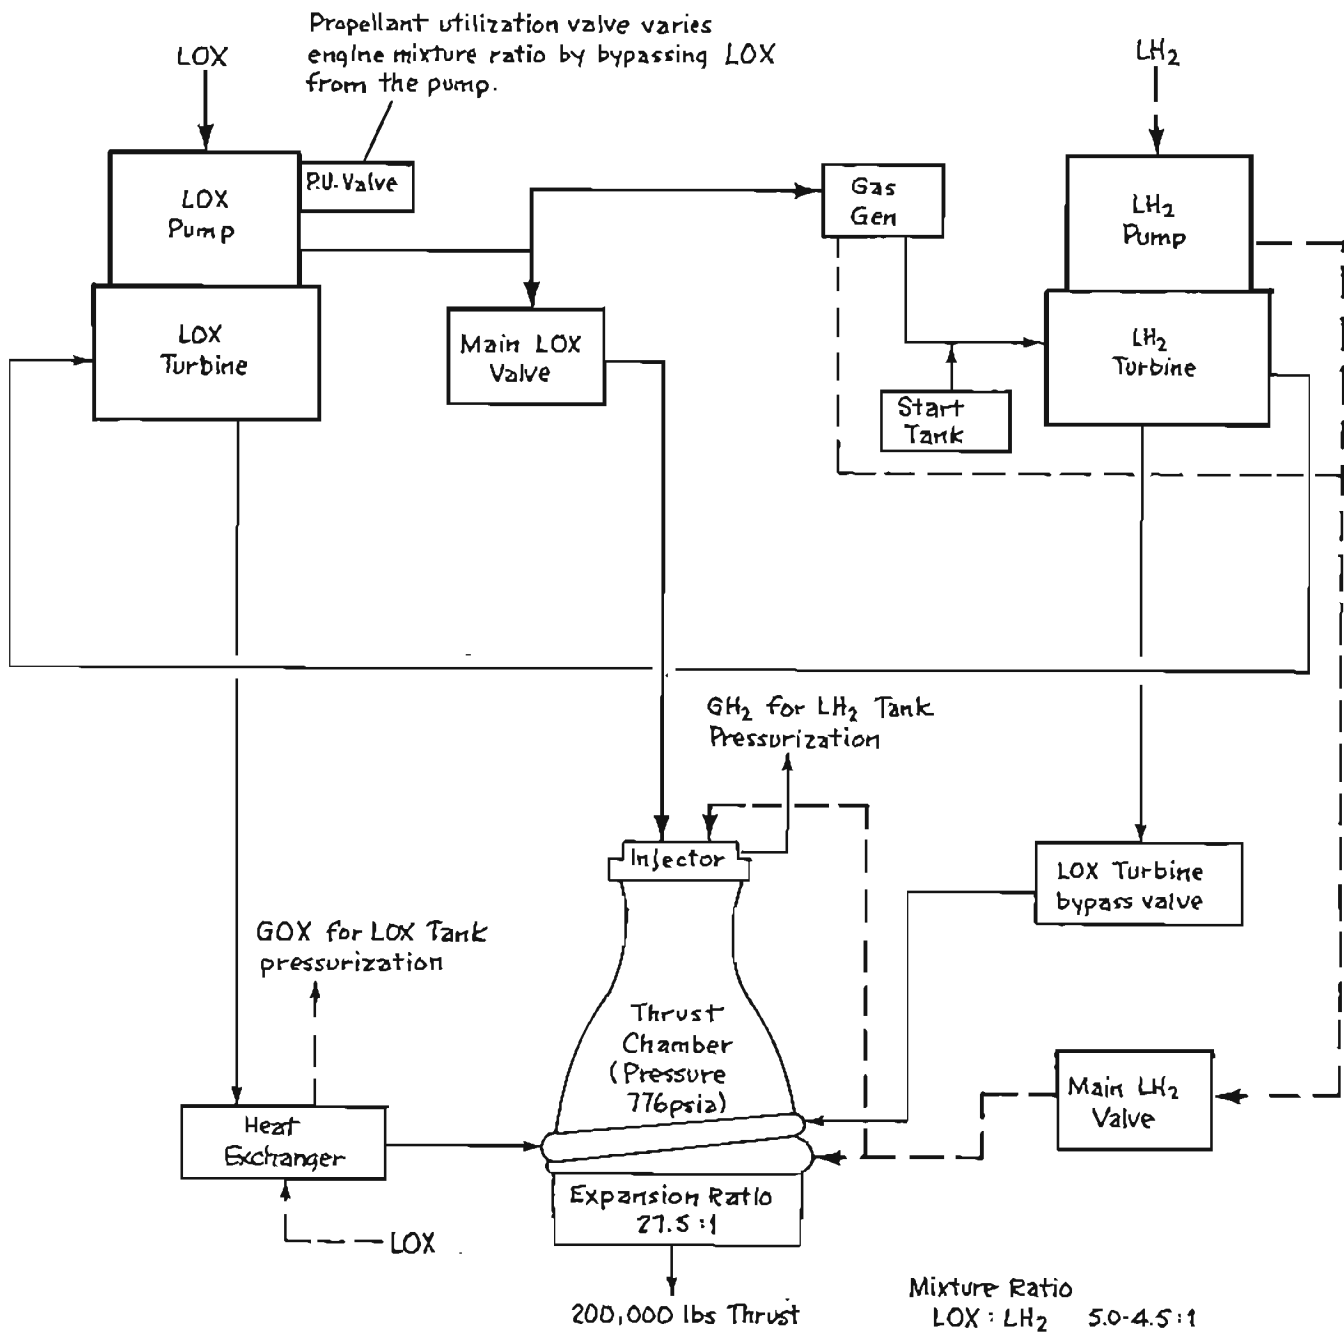 Propellant utilization valve varies
engine mixture ratio by bypassing LOX
from the pump.
LOX
LH₂
LOX
Pump
P.U. Valve
Gas
Gen
LH₂
Pump
LOX
Turbine
Main LOX
Valve
LH₂
Turbine
Start
Tank
GH₂ for LH₂ Tank
Pressurization
Injector
LOX Turbine
bypass valve
GOX for LOX Tank
pressurization
Thrust
Chamber
(Pressure
776psia)
Main LH₂
Valve
Heat
Exchanger
Expansion Ratio
27.5:1
LOX
200,000 lbs Thrust
Mixture Ratio
LOX : LH₂ 5.0-4.5:1